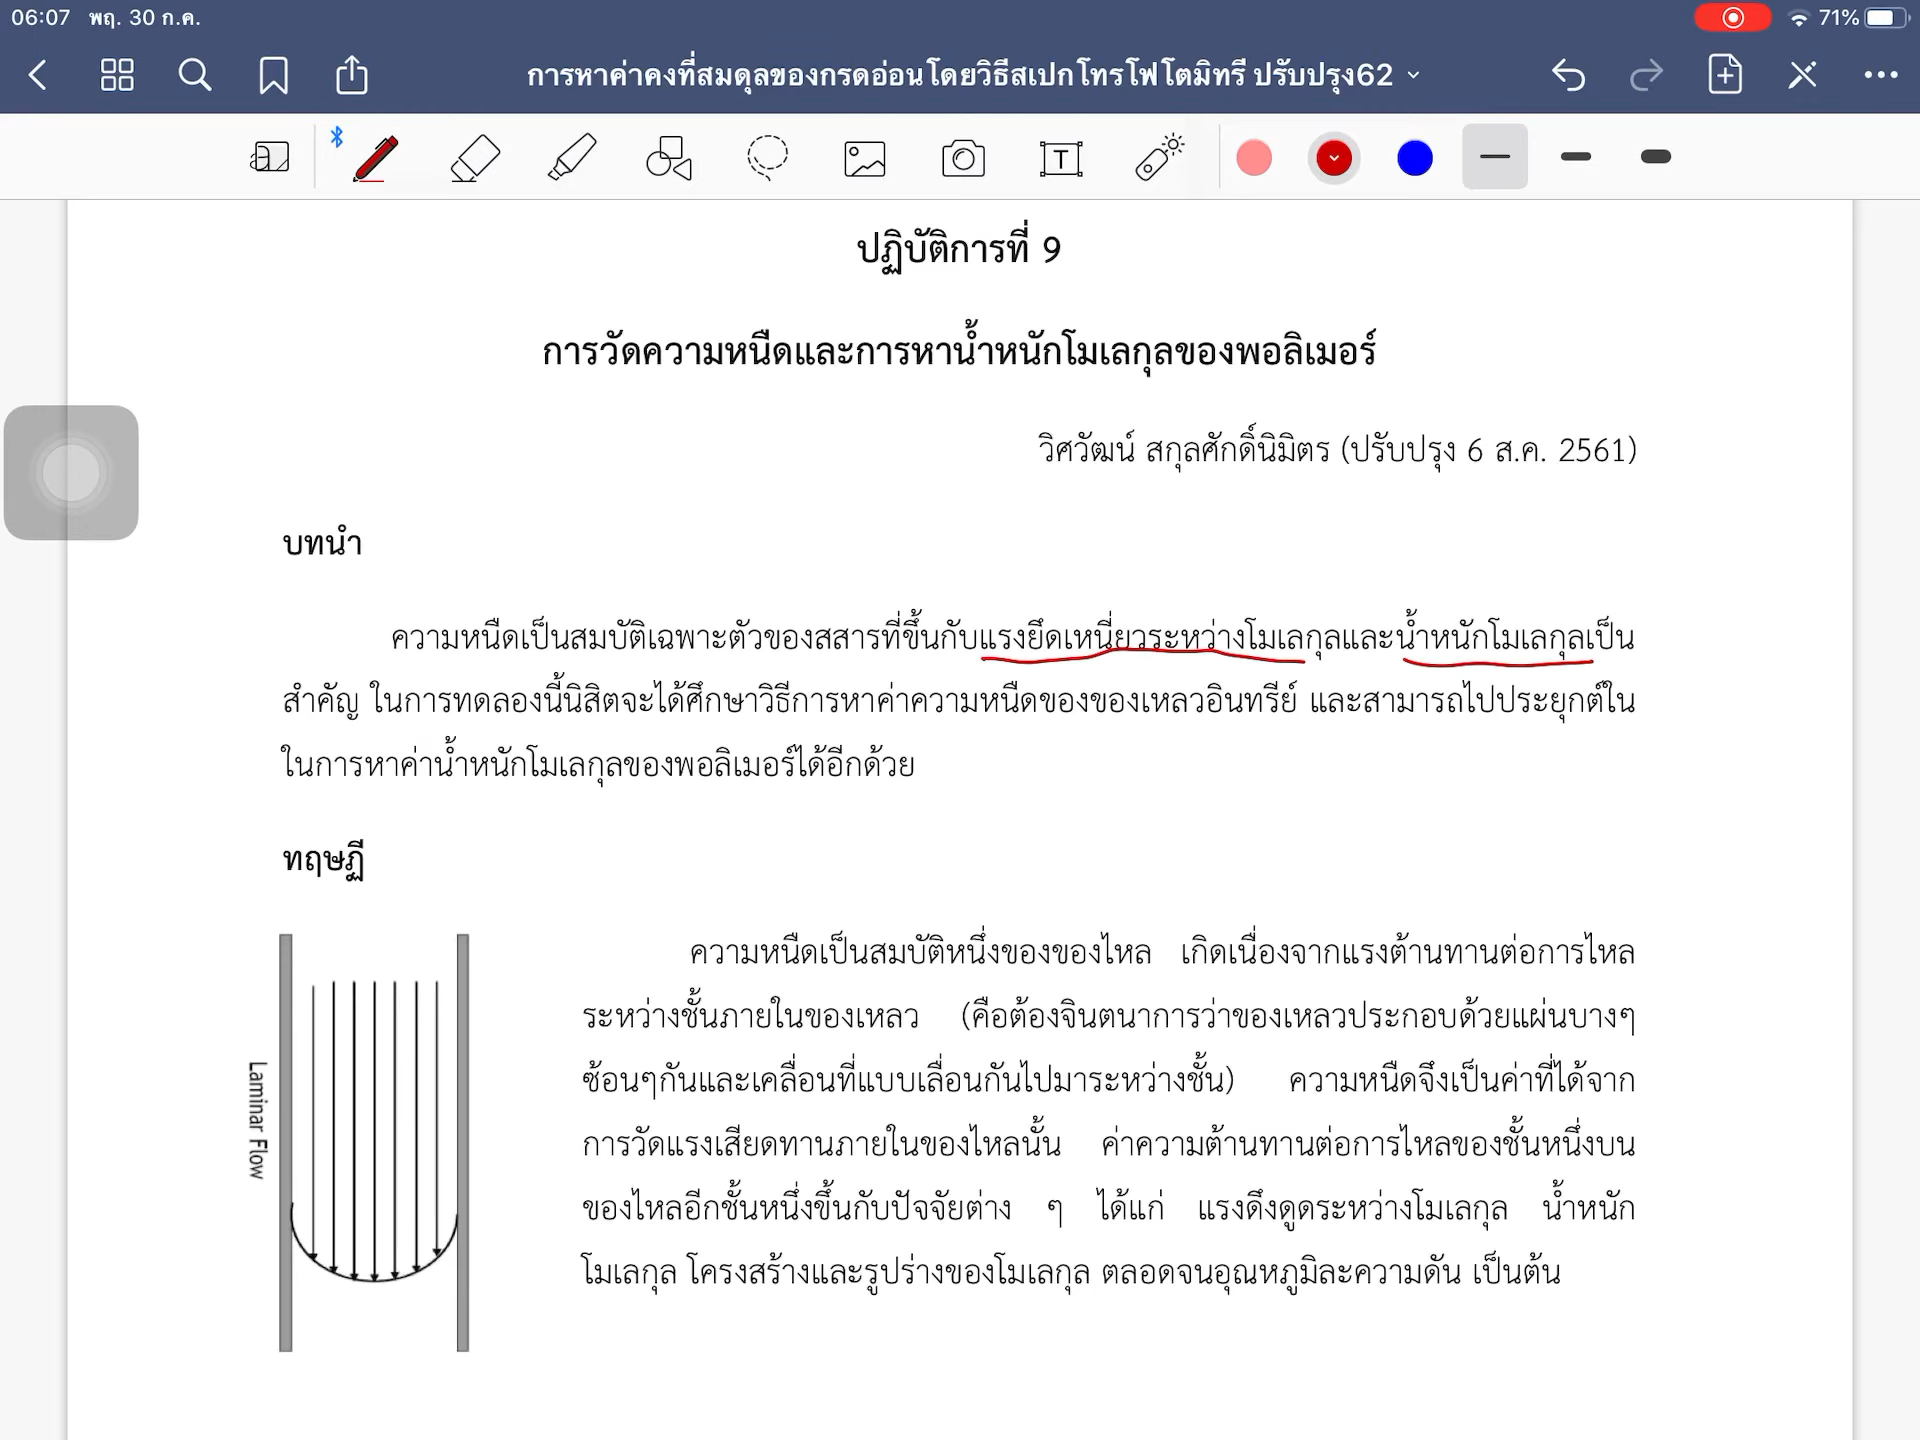 06:07 พฤ. 30 ก.ค.
71%
การหาค่าคงที่สมดุลของกรดอ่อนโดยวิธีสเปกโทรโฟโตมิทรี ปรับปรุง62
ปฏิบัติการที่ 9
การวัดความหนืดและการหาน้ำหนักโมเลกุลของพอลิเมอร์
วิศวัฒน์ สกุลศักดิ์นิมิตร (ปรับปรุง 6 ส.ค. 2561)
บทนำ
ความหนืดเป็นสมบัติเฉพาะตัวของสสารที่ขึ้นกับแรงยึดเหนี่ยวระหว่างโมเลกุลและน้ำหนักโมเลกุลเป็น
สำคัญ ในการทดลองนี้นิสิตจะได้ศึกษาวิธีการหาค่าความหนืดของของเหลวอินทรีย์ และสามารถไปประยุกต์ใน
ในการหาค่าน้ำหนักโมเลกุลของพอลิเมอร์ได้อีกด้วย
ทฤษฏี
Laminar Flow
ความหนืดเป็นสมบัติหนึ่งของของไหล เกิดเนื่องจากแรงต้านทานต่อการไหล
ระหว่างชั้นภายในของเหลว (คือต้องจินตนาการว่าของเหลวประกอบด้วยแผ่นบางๆ
ซ้อนๆกันและเคลื่อนที่แบบเลื่อนกันไปมาระหว่างชั้น) ความหนืดจึงเป็นค่าที่ได้จาก
การวัดแรงเสียดทานภายในของไหลนั้น ค่าความต้านทานต่อการไหลของชั้นหนึ่งบน
ของไหลอีกชั้นหนึ่งขึ้นกับปัจจัยต่าง ๆ ได้แก่ แรงดึงดูดระหว่างโมเลกุล น้ำหนัก
โมเลกุล โครงสร้างและรูปร่างของโมเลกุล ตลอดจนอุณหภูมิละความดัน เป็นต้น